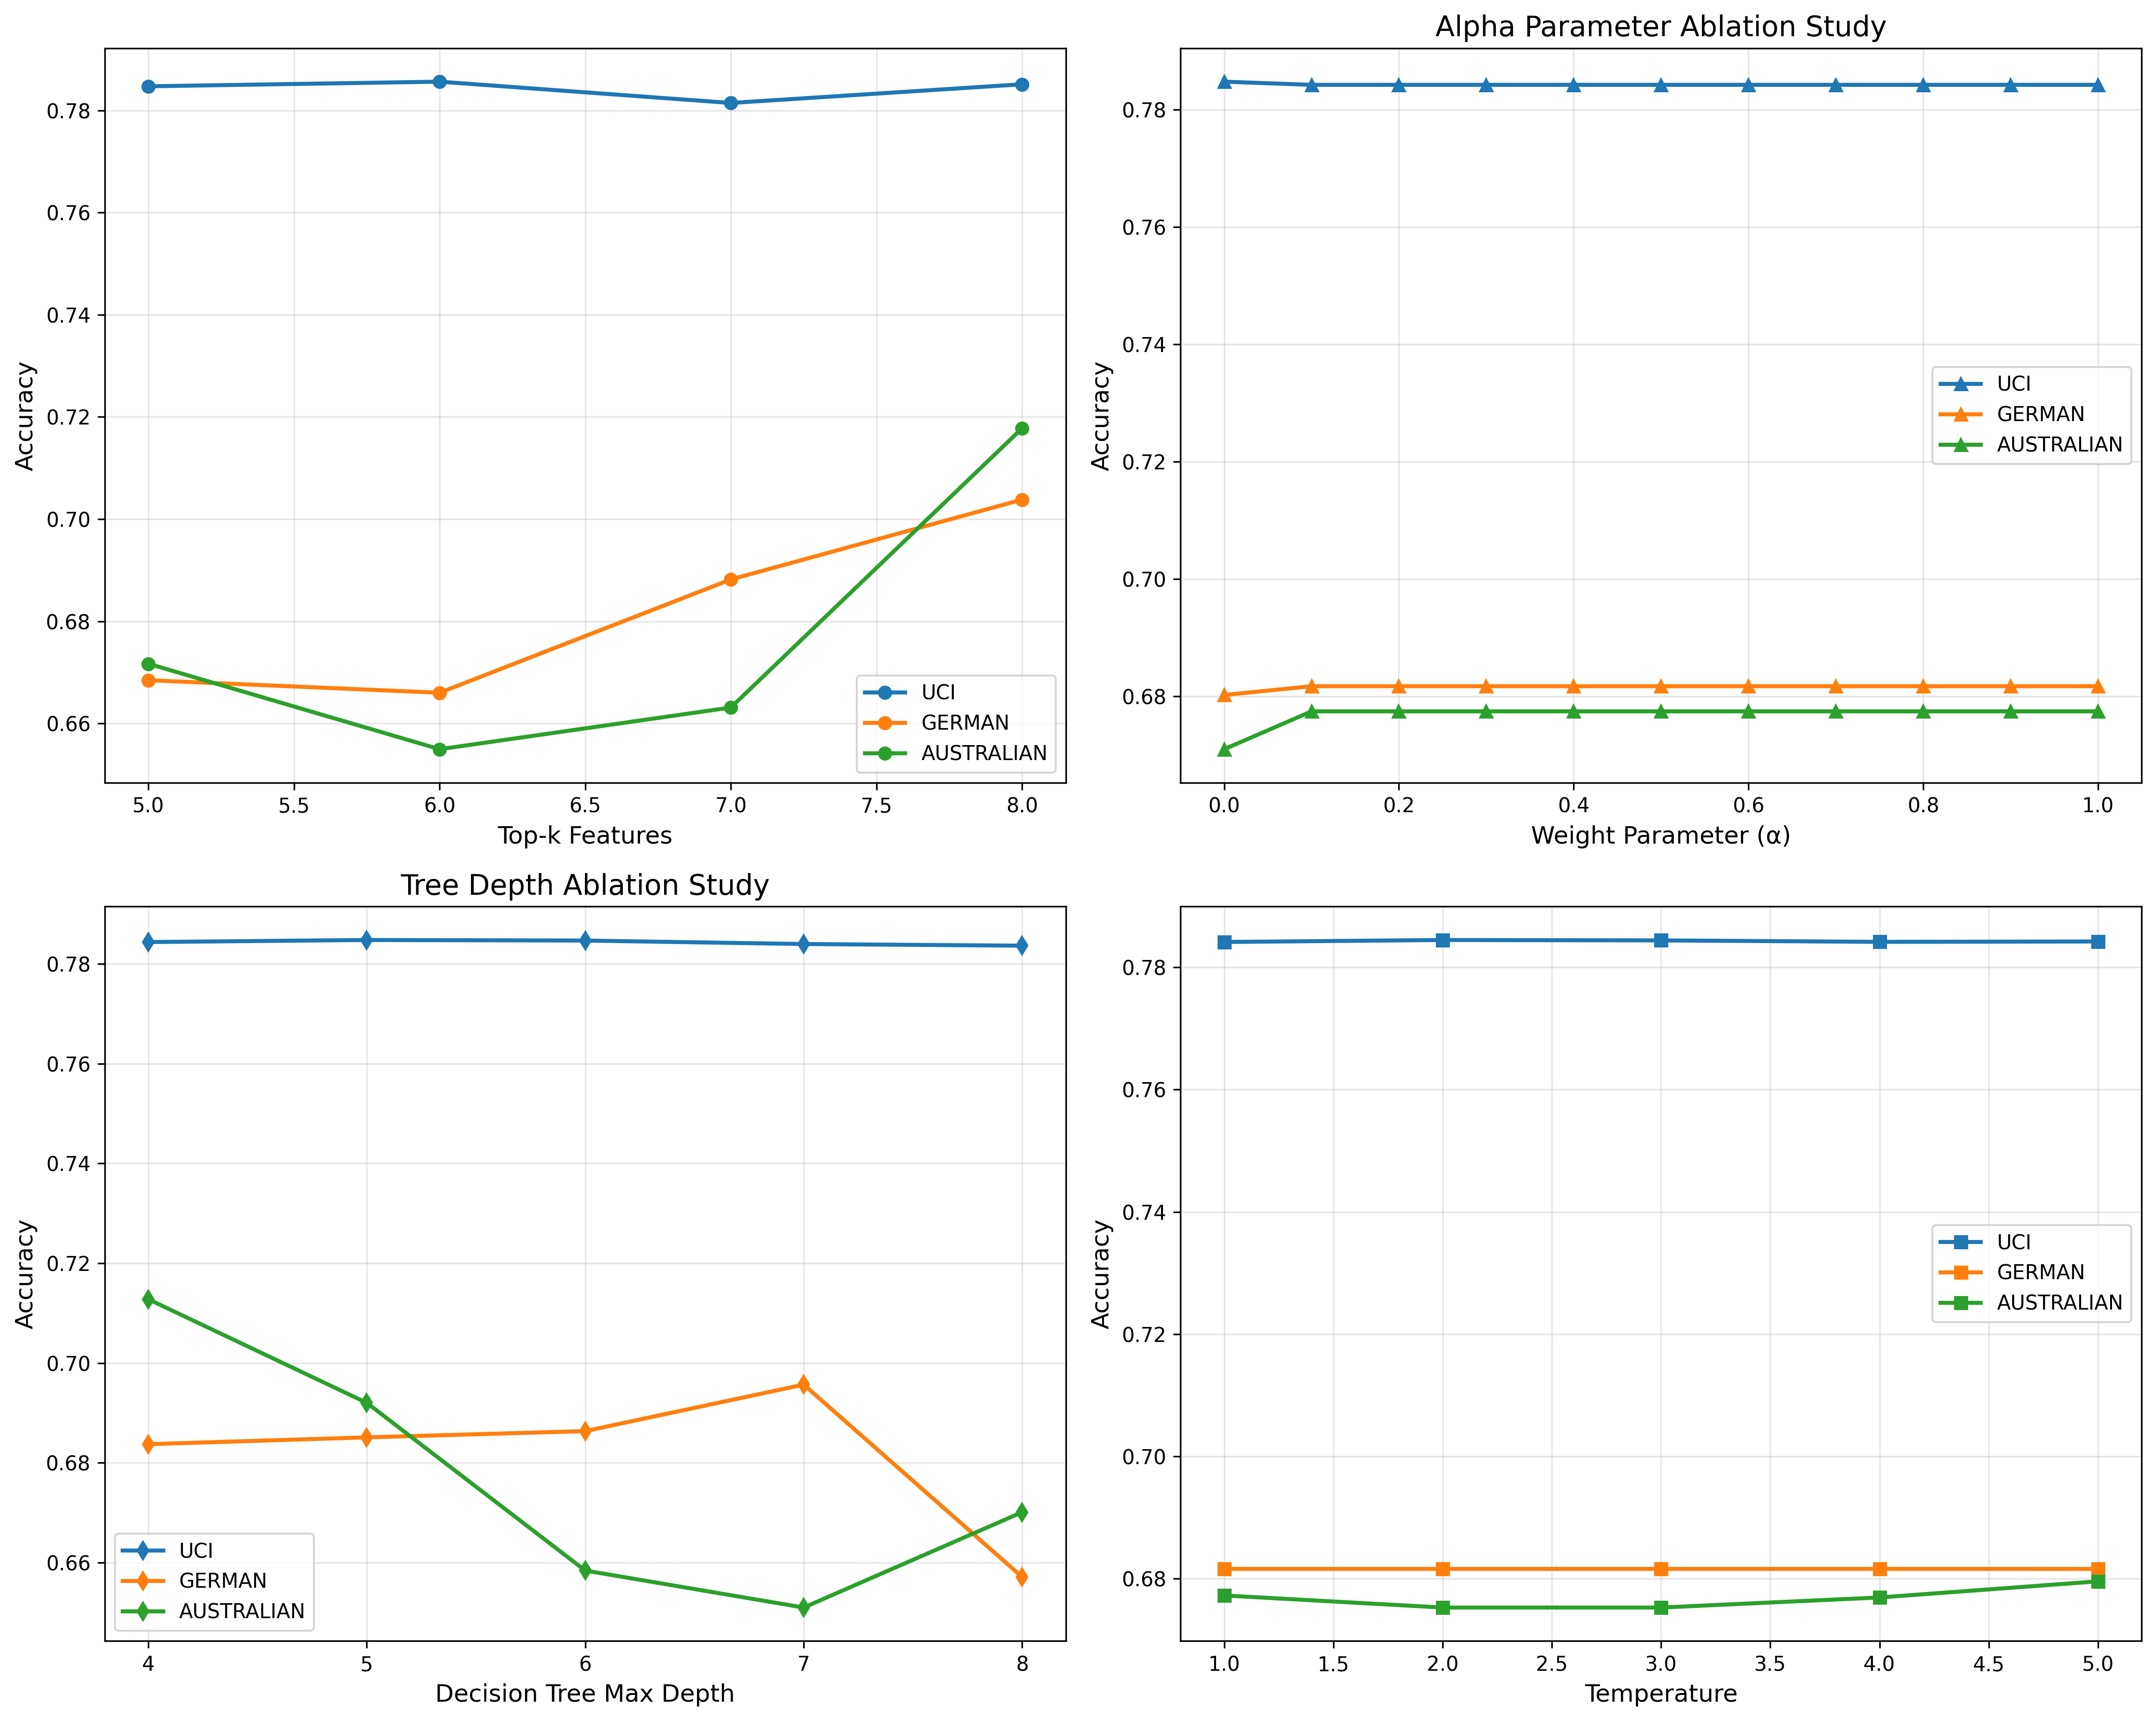 0.78
0.76
0.74
0.72
0.70
0.68
0.66
Accuracy
5.0 5.5 6.0 6.5 7.0 7.5 8.0
Top-k Features
UCI
GERMAN
AUSTRALIAN
Alpha Parameter Ablation Study
0.78
0.76
0.74
0.72
0.70
0.68
Accuracy
0.0 0.2 0.4 0.6 0.8 1.0
Weight Parameter (α)
UCI
GERMAN
AUSTRALIAN
Tree Depth Ablation Study
0.78
0.76
0.74
0.72
0.70
0.68
0.66
Accuracy
4 5 6 7 8
Decision Tree Max Depth
UCI
GERMAN
AUSTRALIAN
0.78
0.76
0.74
0.72
0.70
0.68
Accuracy
1.0 1.5 2.0 2.5 3.0 3.5 4.0 4.5 5.0
Temperature
UCI
GERMAN
AUSTRALIAN